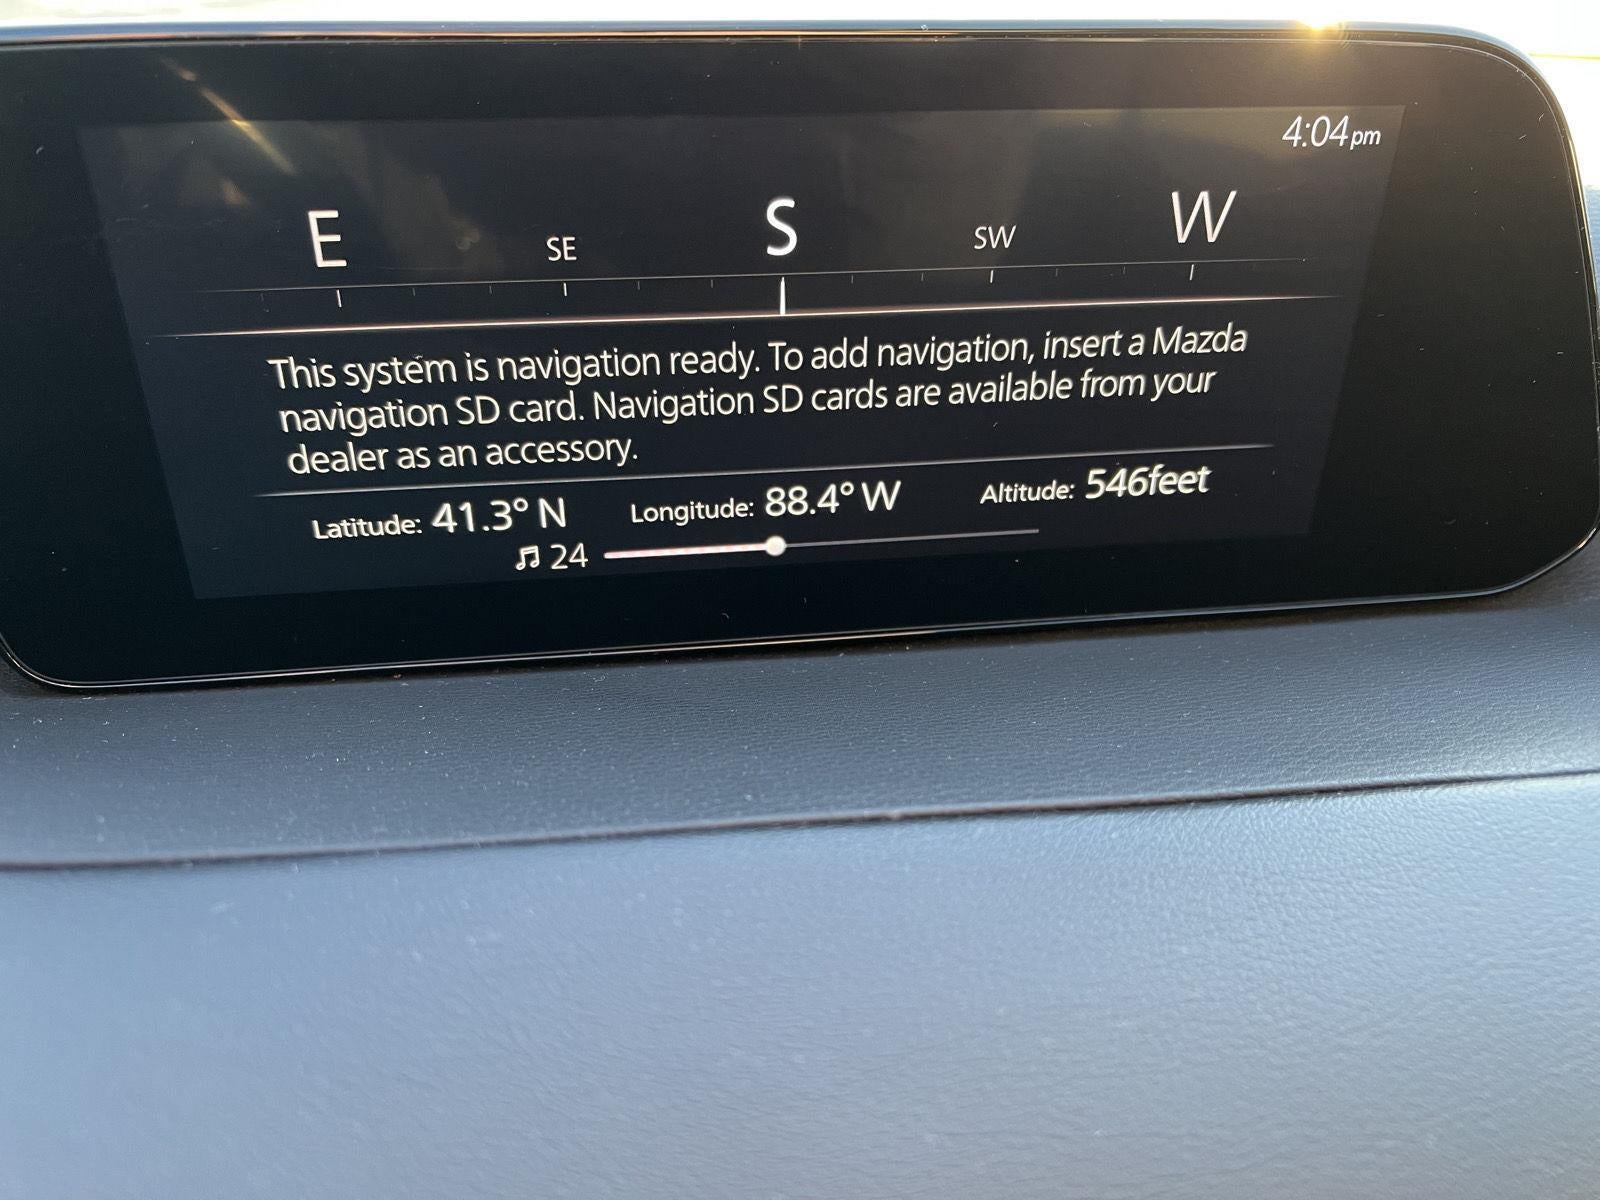 4:04pm
E SE S SW W
This system is navigation ready. To add navigation, insert a Mazda
navigation SD card. Navigation SD cards are available from your
dealer as an accessory.
Latitude: 41.3° N Longitude: 88.4° W Altitude: 546feet
24